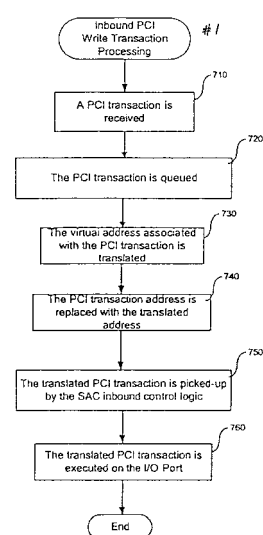 Inbound PCI
Write Transaction
Processing
#1
710
A PCI transaction is
received
720
The PCI transaction is queued
730
The virtual address associated
with the PCI transaction is
translated
740
The PCI transaction address is
replaced with the translated
address
750
The translated PCI transaction is picked-up
by the SAC inbound control logic
760
The translated PCI transaction is
executed on the I/O Port
End